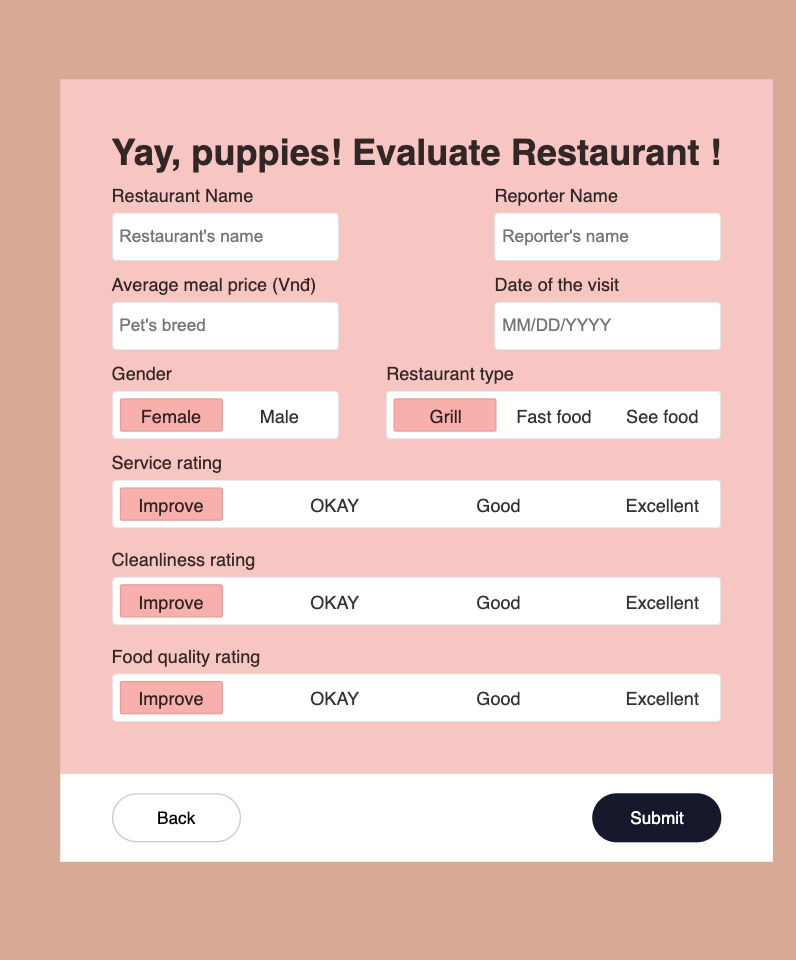 Yay, puppies! Evaluate Restaurant !
Restaurant Name Reporter Name
Restaurant's name Reporter's name
Average meal price (Vnđ) Date of the visit
Pet's breed MM/DD/YYYY
Gender Restaurant type
Female Male Grill Fast food See food
Service rating
Improve OKAY Good Excellent
Cleanliness rating
Improve OKAY Good Excellent
Food quality rating
Improve OKAY Good Excellent
Back Submit